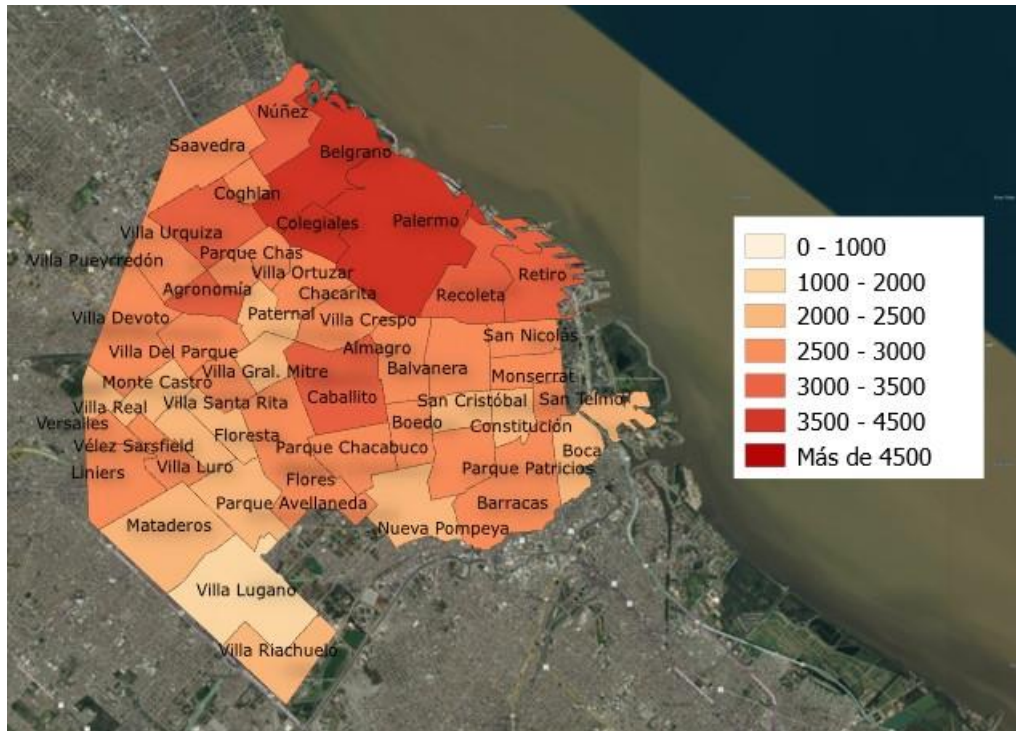 Núñez
Saavedra
Belgrano
Coghlan
Colegiales
Palermo
Villa Urquiza
Parque Chas
Villa Pueyrredón
Villa Ortuzar
Retiro
Agronomía
Chacarita
Recoleta
Paternal
Villa Devoto
Villa Crespo
San Nicolás
Almagro
Villa Del Parque
Balvanera
Villa Gral. Mitre
Monserrat
Monte Castro
Caballito
San Cristóbal
San Telmo
Villa Real
Villa Santa Rita
Versalles
Boedo
Constitución
Floresta
Vélez Sarsfield
Parque Chacabuco
Boca
Liniers
Villa Luro
Flores
Parque Patricios
Parque Avellaneda
Barracas
Mataderos
Nueva Pompeya
Villa Lugano
Villa Riachuelo
0 - 1000
1000 - 2000
2000 - 2500
2500 - 3000
3000 - 3500
3500 - 4500
Más de 4500